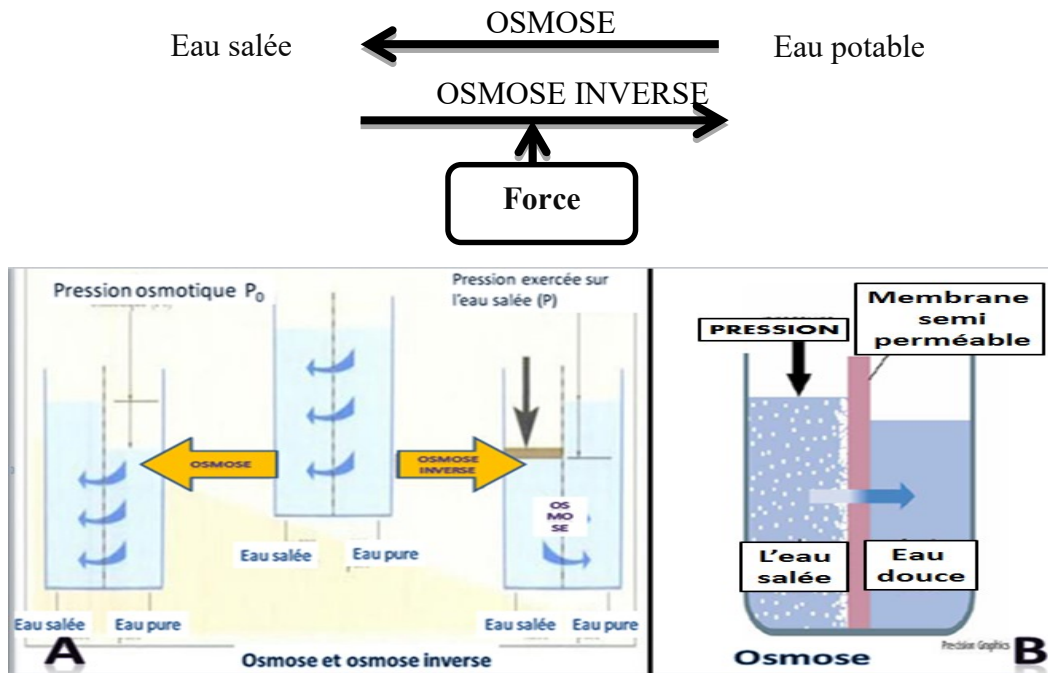 OSMOSE
Eau salée
Eau potable
OSMOSE INVERSE
Force
Pression osmotique P₀
Pression exercée sur
l'eau salée (P)
OSMOSE
OSMOSE
INVERSE
OS
MO
SE
Eau salée
Eau pure
Eau salée
Eau pure
Eau salée
Eau pure
A
Osmose et osmose inverse
Membrane
semi
perméable
PRESSION
L'eau
salée
Eau
douce
Precision Graphics
Osmose
B